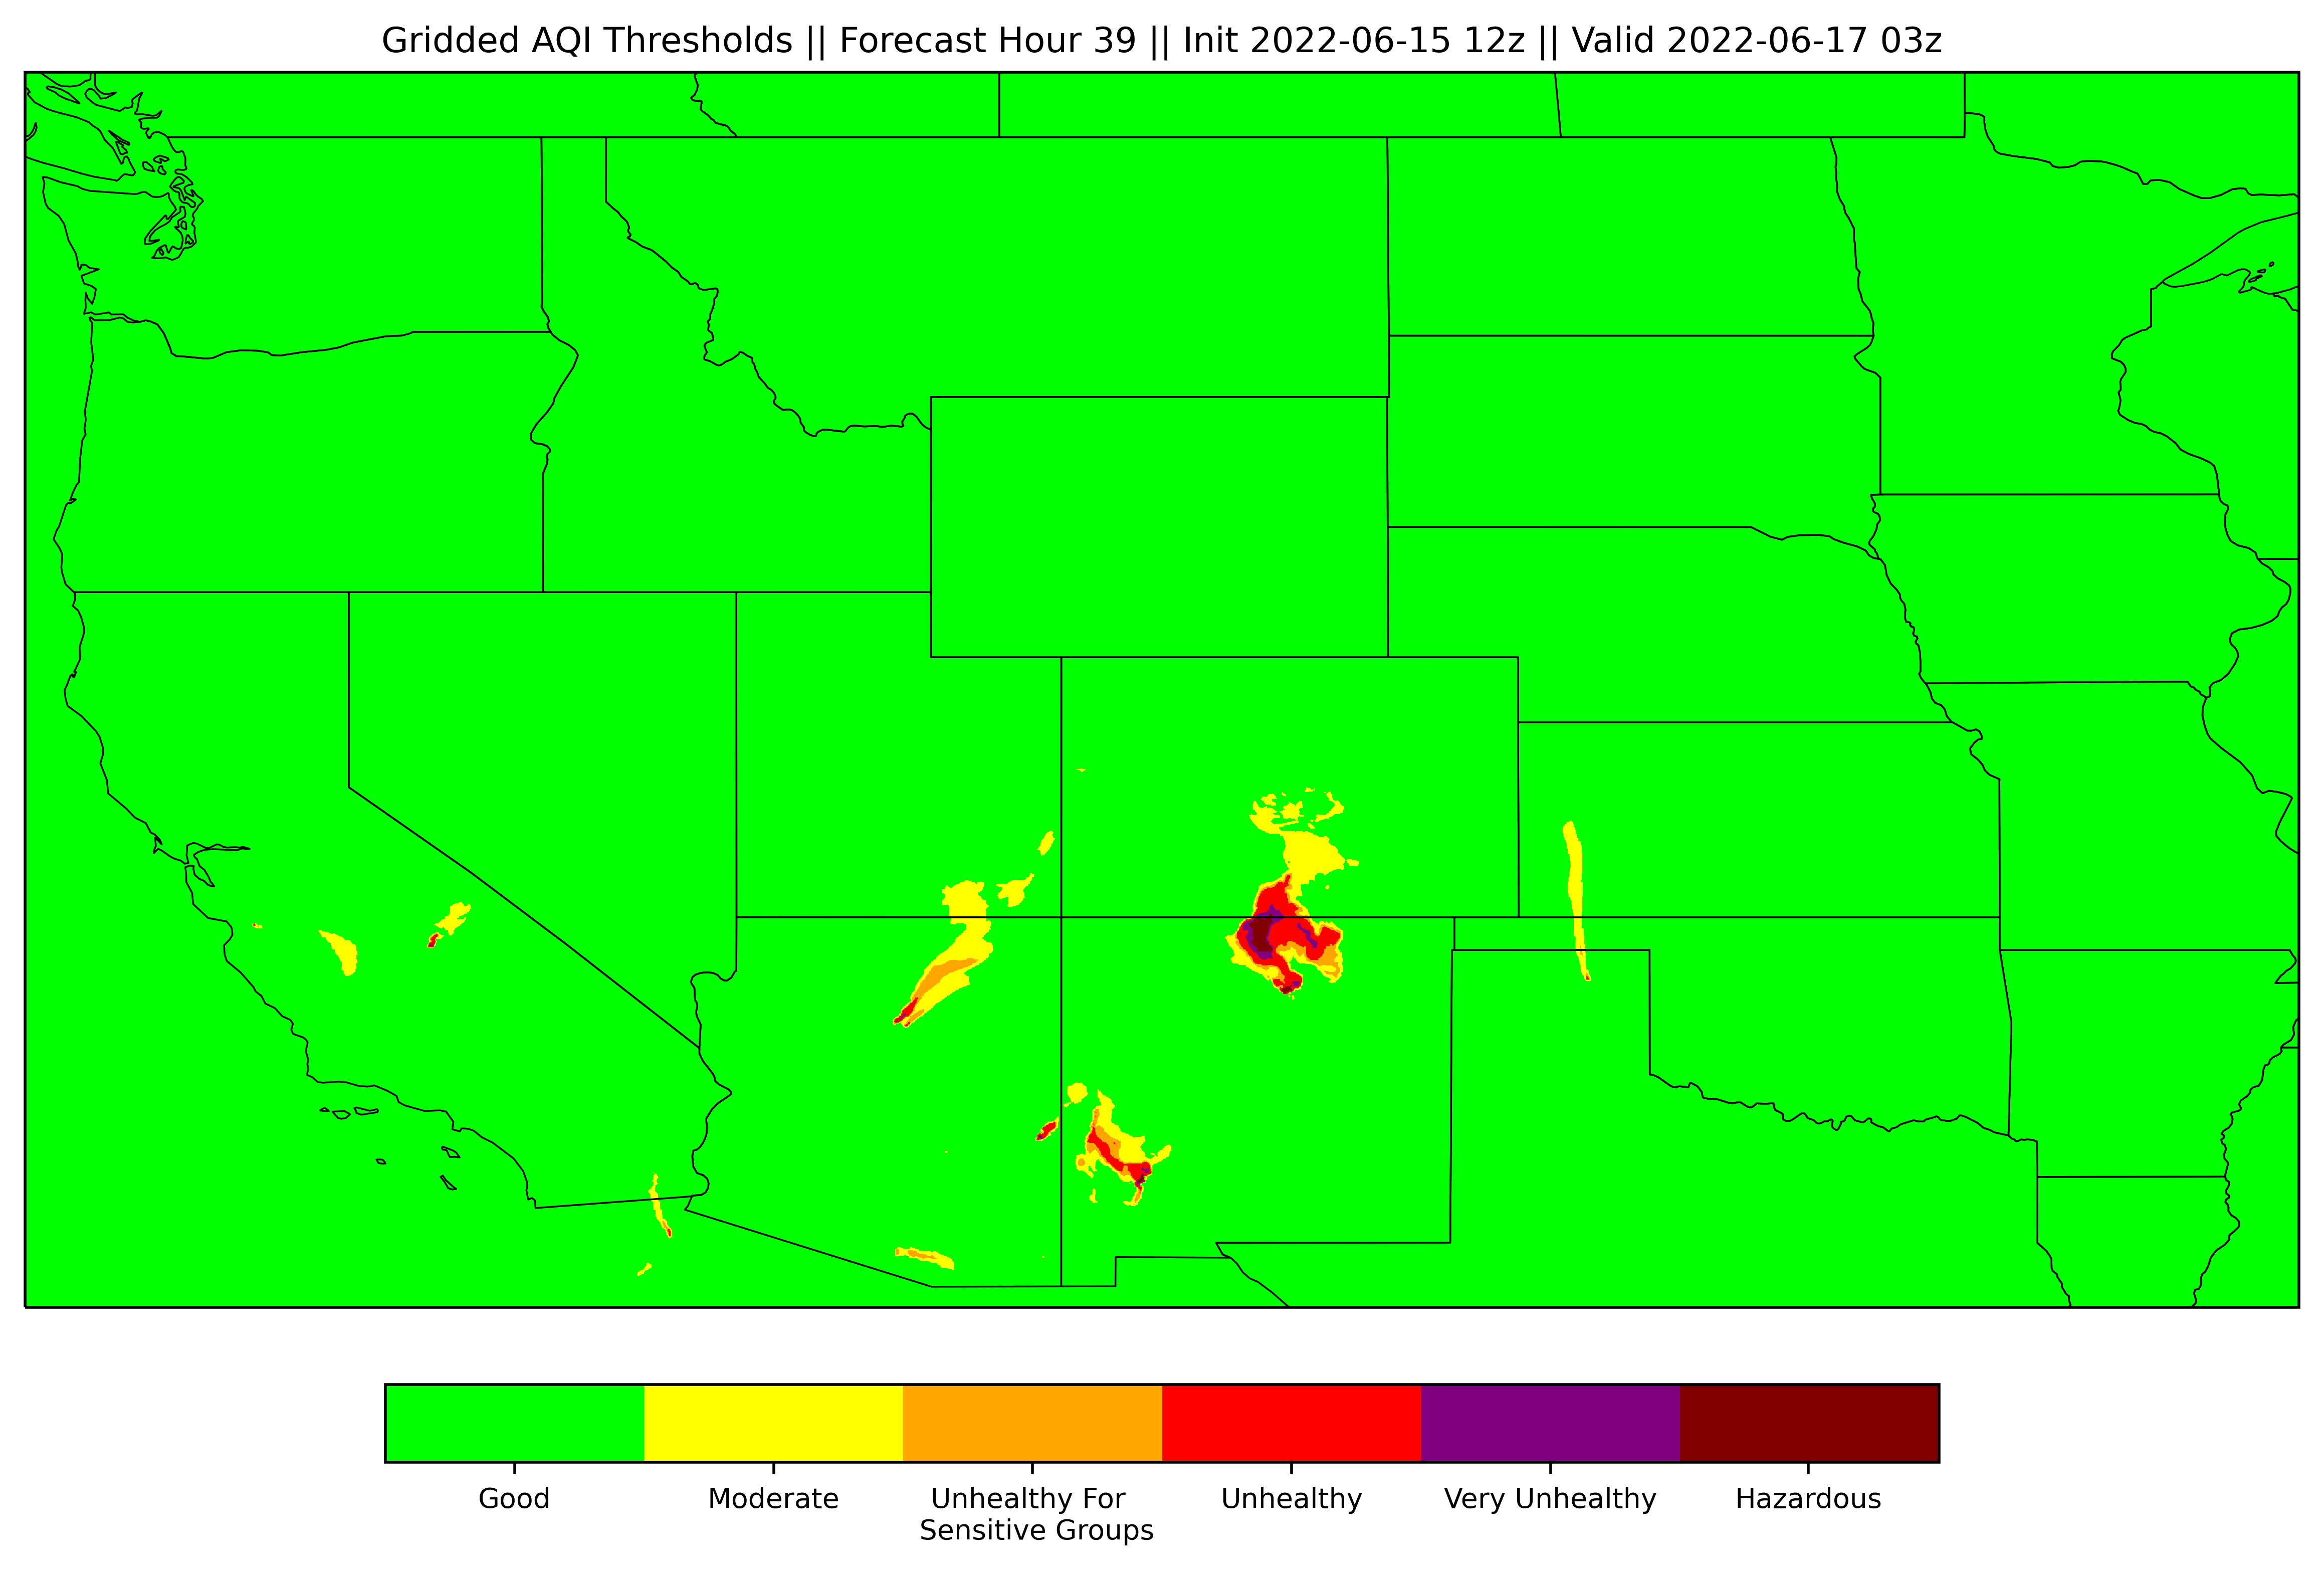 Gridded AQI Thresholds || Forecast Hour 39 || Init 2022-06-15 12z || Valid 2022-06-17 03z
Good
Moderate
Unhealthy For
Sensitive Groups
Unhealthy
Very Unhealthy
Hazardous